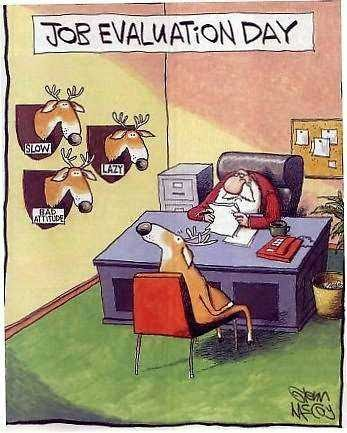 JOB EVALUATION DAY
SLOW
LAZY
BAD
ATTITUDE
Glenn
McCoy